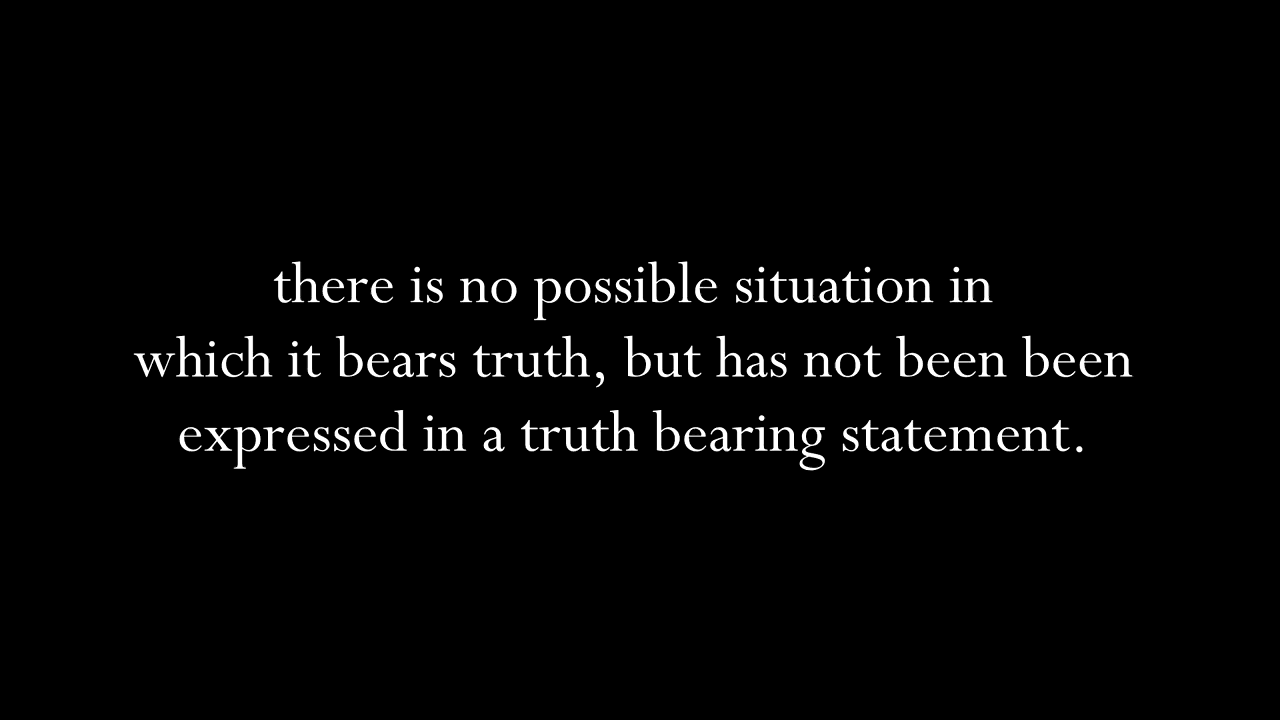 there is no possible situation in
which it bears truth, but has not been been
expressed in a truth bearing statement.